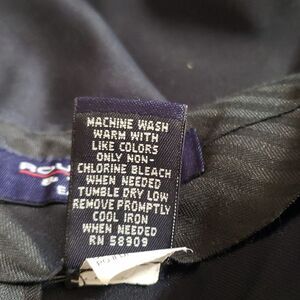 MACHINE WASH
WARM WITH
LIKE COLORS
ONLY NON-
CHLORINE BLEACH
WHEN NEEDED
TUMBLE DRY LOW
REMOVE PROMPTLY
COOL IRON
WHEN NEEDED
RN 58909